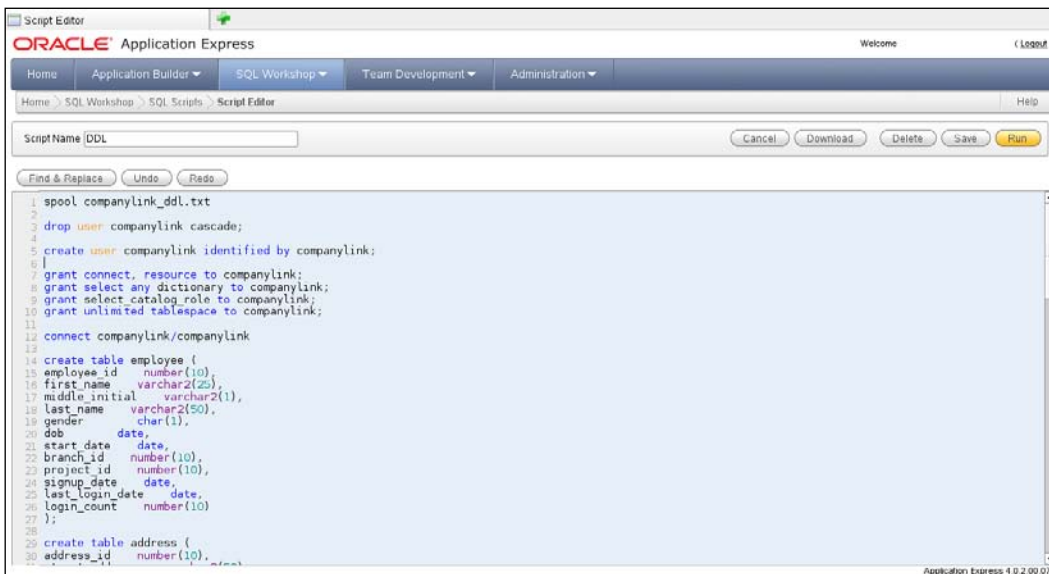 Script Editor
ORACLE Application Express
Welcome ( Logout
Home Application Builder SQL Workshop Team Development Administration
Home > SQL Workshop > SQL Scripts > Script Editor Help
Script Name DDL Cancel Download Delete Save Run
Find & Replace Undo Redo
1 spool companylink_ddl.txt
2
3 drop user companylink cascade;
4
5 create user companylink identified by companylink;
6
7 grant connect, resource to companylink;
8 grant select any dictionary to companylink;
9 grant select_catalog_role to companylink;
10 grant unlimited tablespace to companylink;
11
12 connect companylink/companylink
13
14 create table employee (
15 employee_id number(10),
16 first_name varchar2(25),
17 middle_initial varchar2(1),
18 last_name varchar2(50),
19 gender char(1),
20 dob date,
21 start_date date,
22 branch_id number(10),
23 project_id number(10),
24 signup_date date,
25 last_login_date date,
26 login_count number(10)
27 );
28
29 create table address (
30 address_id number(10),
Application Express 4.0.2.00.07